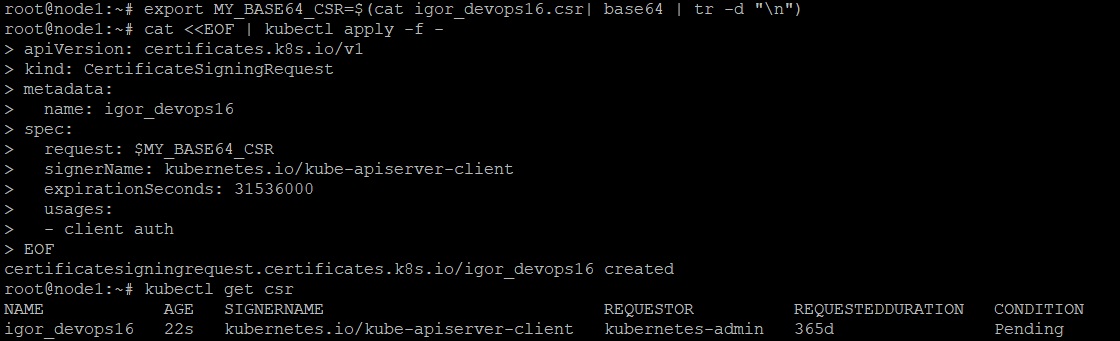 root@node1:~# export MY_BASE64_CSR=$(cat igor_devops16.csr| base64 | tr -d "\n")
root@node1:~# cat <<EOF | kubectl apply -f -
> apiVersion: certificates.k8s.io/v1
> kind: CertificateSigningRequest
> metadata:
>   name: igor_devops16
> spec:
>   request: $MY_BASE64_CSR
>   signerName: kubernetes.io/kube-apiserver-client
>   expirationSeconds: 31536000
>   usages:
>   - client auth
> EOF
certificatesigningrequest.certificates.k8s.io/igor_devops16 created
root@node1:~# kubectl get csr
NAME            AGE   SIGNERNAME                            REQUESTOR          REQUESTEDDURATION   CONDITION
igor_devops16   22s   kubernetes.io/kube-apiserver-client   kubernetes-admin   365d                Pending